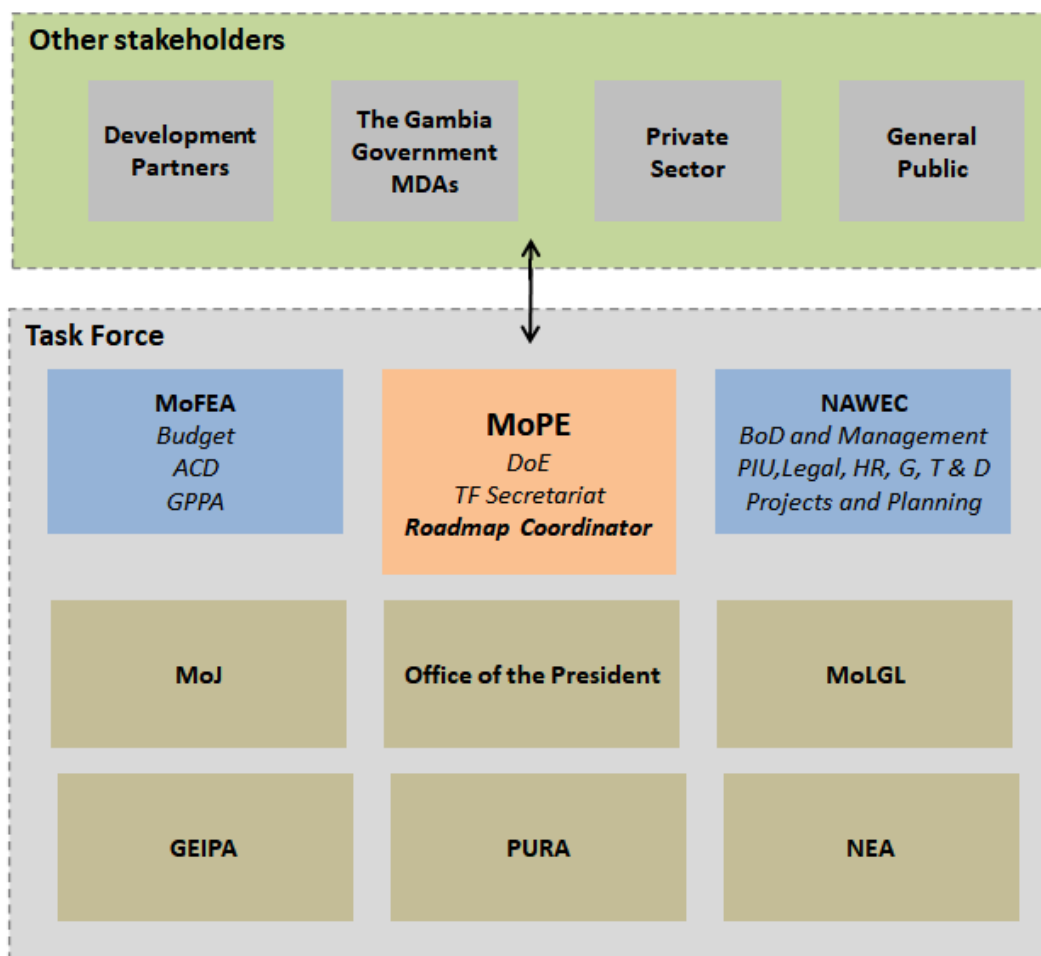 Other stakeholders
Development
Partners
The Gambia
Government
MDAs
Private
Sector
General
Public
Task Force
MoFEA
Budget
ACD
GPPA
MoPE
DoE
TF Secretariat
Roadmap Coordinator
NAWEC
BoD and Management
PIU,Legal, HR, G, T & D
Projects and Planning
MoJ
Office of the President
MoLGL
GEIPA
PURA
NEA